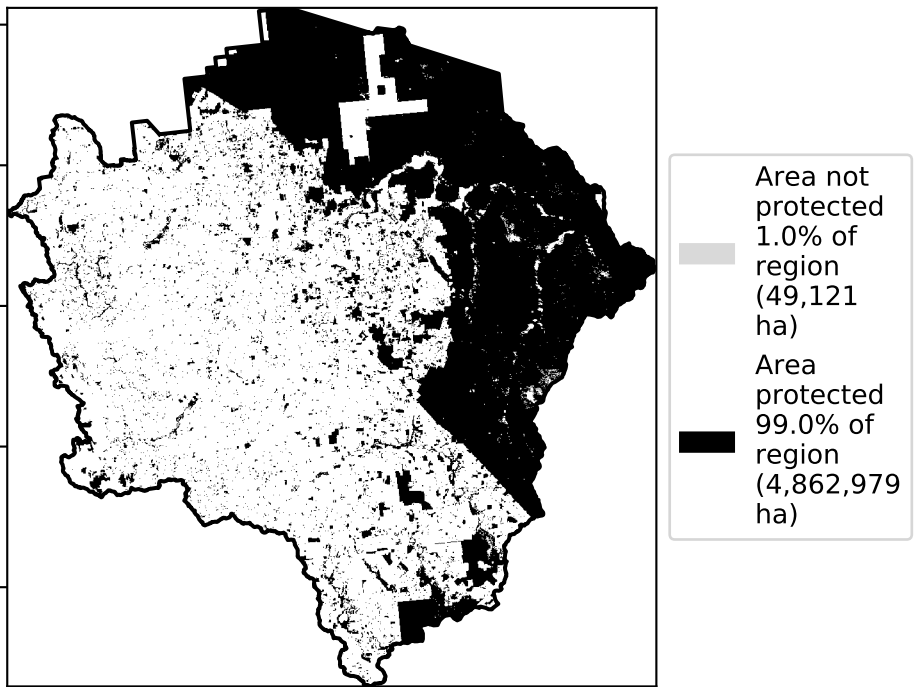 Area not
protected
1.0% of
region
(49,121
ha)
Area
protected
99.0% of
region
(4,862,979
ha)